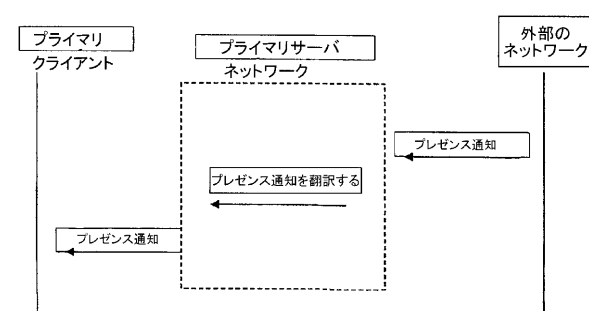 プライマリ
クライアント
プライマリサーバ
ネットワーク
外部の
ネットワーク
プレゼンス通知
プレゼンス通知を翻訳する
プレゼンス通知